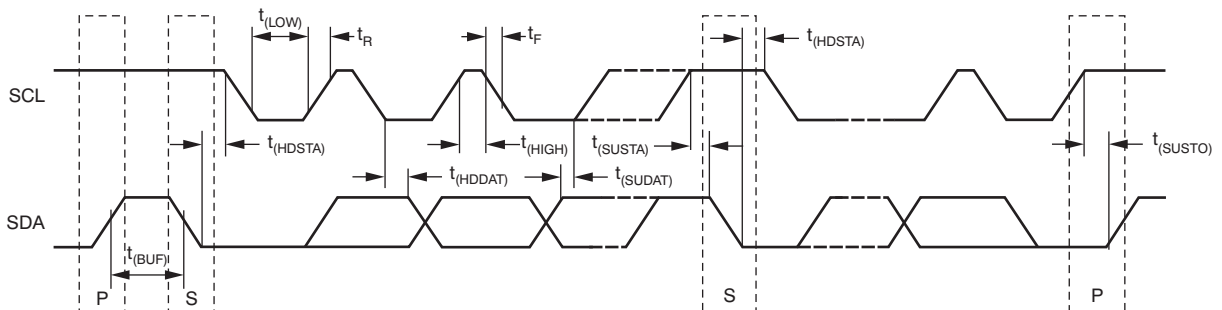 t(LOW)
tR
tF
t(HDSTA)
SCL
t(HDSTA)
t(HIGH)
t(SUSTA)
t(SUSTO)
t(HDDAT)
t(SUDAT)
SDA
t(BUF)
P
S
S
P